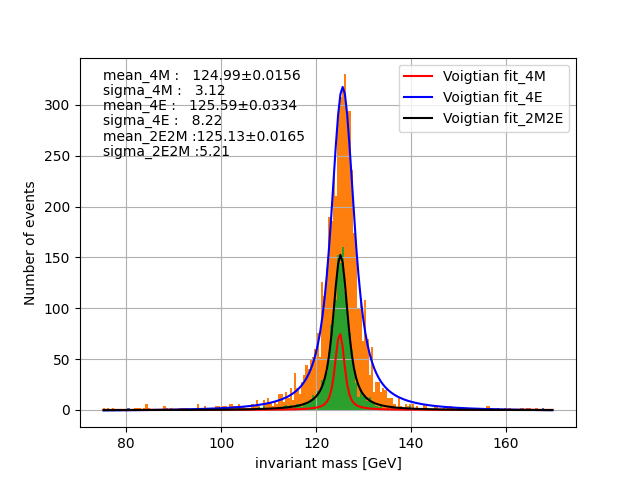 mean_4M :   124.99±0.0156
sigma_4M :   3.12
mean_4E :   125.59±0.0334
sigma_4E :   8.22
mean_2E2M :125.13±0.0165
sigma_2E2M :5.21
Voigtian fit_4M
Voigtian fit_4E
Voigtian fit_2M2E
Number of events
300
250
200
150
100
50
0
80 100 120 140 160
invariant mass [GeV]